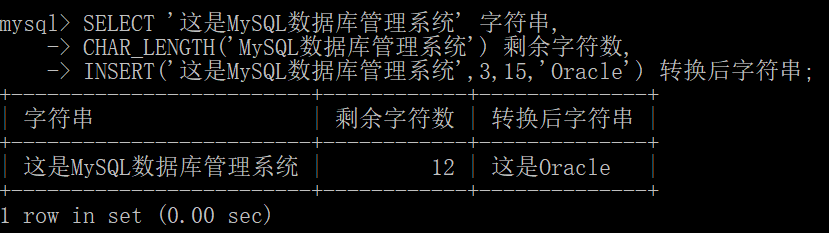 mysql> SELECT '这是MySQL数据库管理系统' 字符串,
    -> CHAR_LENGTH('MySQL数据库管理系统') 剩余字符数,
    -> INSERT('这是MySQL数据库管理系统',3,15,'Oracle') 转换后字符串;
+--------------------------+------------+--------------+
| 字符串 | 剩余字符数 | 转换后字符串 |
+--------------------------+------------+--------------+
| 这是MySQL数据库管理系统 | 12 | 这是Oracle |
+--------------------------+------------+--------------+
1 row in set (0.00 sec)